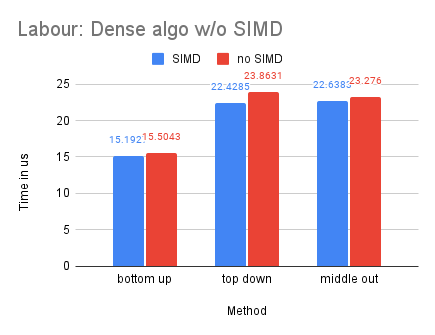 Labour: Dense algo w/o SIMD
SIMD no SIMD
25
20
15
10
5
0
15.192
15.5043
22.4285
23.8631
22.6383
23.276
bottom up
top down
middle out
Time in us
Method